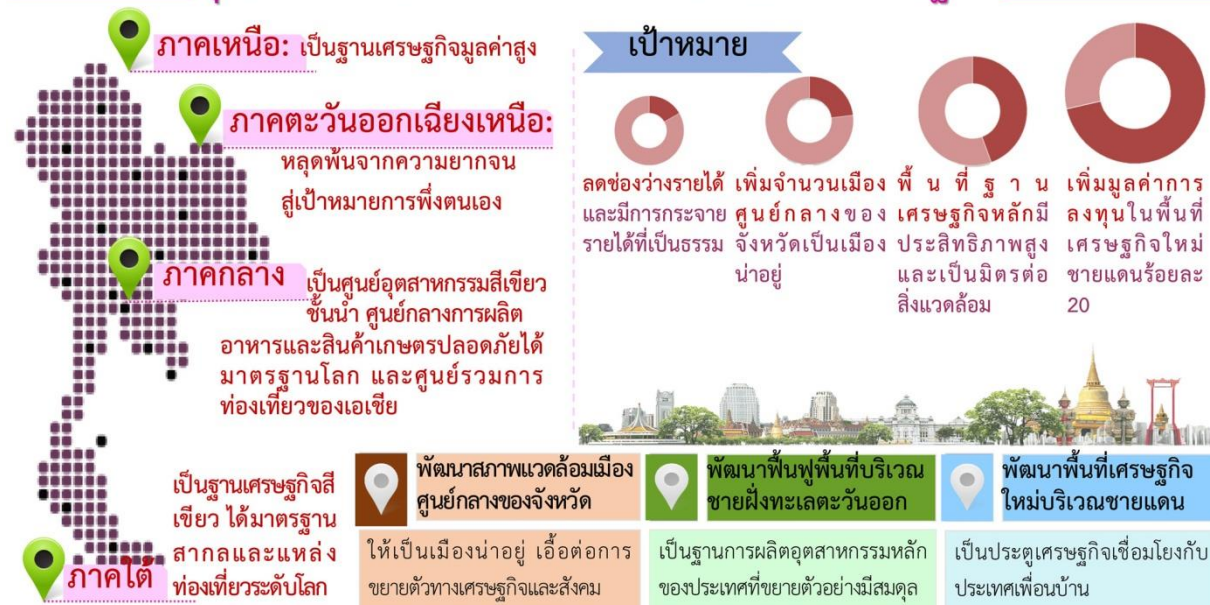 ภาคเหนือ: เป็นฐานเศรษฐกิจมูลค่าสูง
ภาคตะวันออกเฉียงเหนือ:
หลุดพ้นจากความยากจน
สู่เป้าหมายการพึ่งตนเอง
ภาคกลาง เป็นศูนย์อุตสาหกรรมสีเขียว
ชั้นนำ ศูนย์กลางการผลิต
อาหารและสินค้าเกษตรปลอดภัยได้
มาตรฐานโลก และศูนย์รวมการ
ท่องเที่ยวของเอเชีย
เป็นฐานเศรษฐกิจสี
เขียว ได้มาตรฐาน
สากลและแหล่ง
ภาคใต้ ท่องเที่ยวระดับโลก
เป้าหมาย
ลดช่องว่างรายได้
และมีการกระจาย
รายได้ที่เป็นธรรม
เพิ่มจำนวนเมือง
ศูนย์กลางของ
จังหวัดเป็นเมือง
น่าอยู่
พื้นที่ฐาน
เศรษฐกิจหลักมี
ประสิทธิภาพสูง
และเป็นมิตรต่อ
สิ่งแวดล้อม
เพิ่มมูลค่าการ
ลงทุนในพื้นที่
เศรษฐกิจใหม่
ชายแดนร้อยละ
20
พัฒนาสภาพแวดล้อมเมือง
ศูนย์กลางของจังหวัด
ให้เป็นเมืองน่าอยู่ เอื้อต่อการ
ขยายตัวทางเศรษฐกิจและสังคม
พัฒนาฟื้นฟูพื้นที่บริเวณ
ชายฝั่งทะเลตะวันออก
เป็นฐานการผลิตอุตสาหกรรมหลัก
ของประเทศที่ขยายตัวอย่างมีสมดุล
พัฒนาพื้นที่เศรษฐกิจ
ใหม่บริเวณชายแดน
เป็นประตูเศรษฐกิจเชื่อมโยงกับ
ประเทศเพื่อนบ้าน